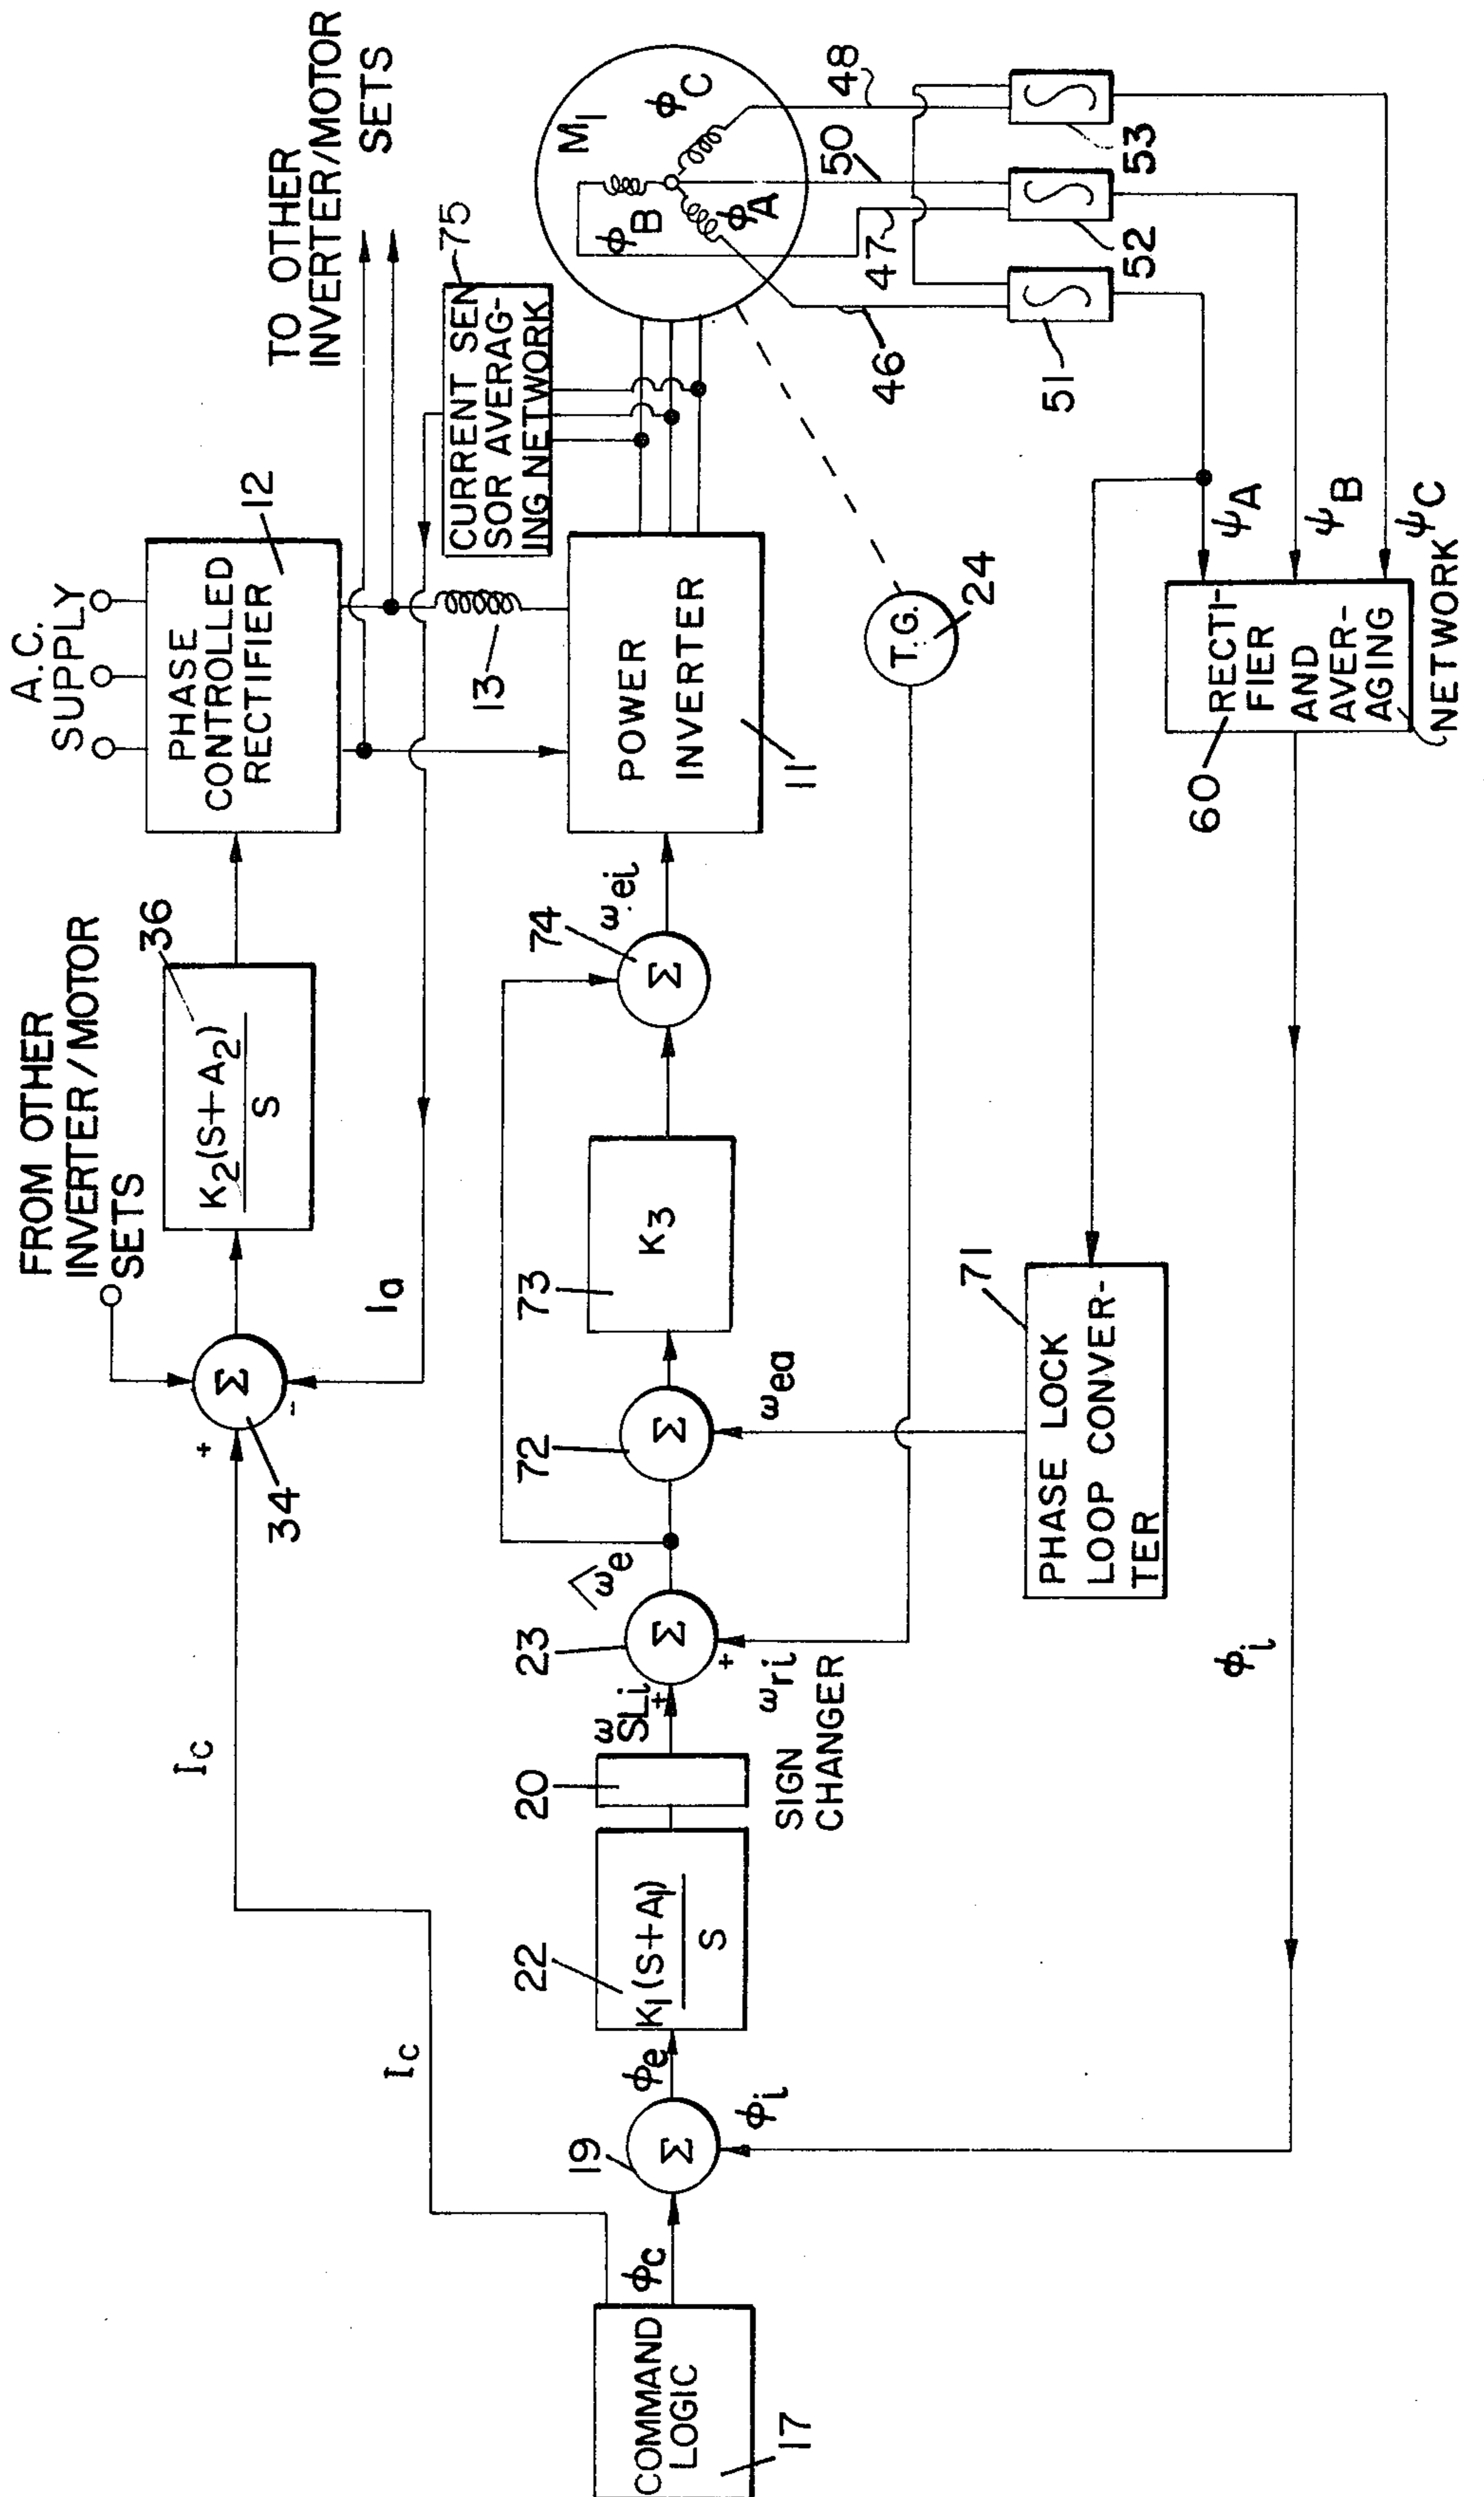 A.C.
SUPPLY
TO OTHER
INVERTER/MOTOR
SETS
FROM OTHER
INVERTER/MOTOR
SETS
PHASE
CONTROLLED
RECTIFIER
12
36
K₂(S+A₂)
S
Σ
+
-
34
I꜀
I꜀
Iₐ
CURRENT SEN
SOR AVERAG-
ING NETWORK
75
13
POWER
INVERTER
11
M₁
ϕA
ϕB
ϕC
COMMAND
LOGIC
17
ϕc
19
Σ
ϕe
ϕi
22
K₁(S+A₁)
S
20
SIGN
CHANGER
ωSLi
+
23
Σ
+
ωri
ω̂e
72
Σ
ωea
73
K₃
74
Σ
ωei
T.G.
24
46
47
50
48
51
52
53
∫
∫
∫
PHASE LOCK
LOOP CONVER-
TER
71
60
RECTI-
FIER
AND
AVER-
AGING
NETWORK
ψA
ψB
ψC
ϕi